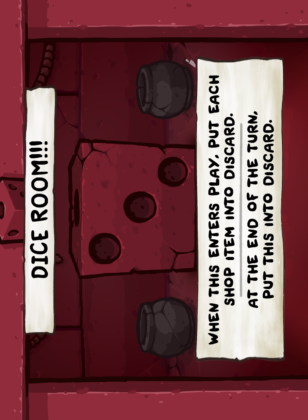 DICE ROOM!!!
WHEN THIS ENTERS PLAY, PUT EACH
SHOP ITEM INTO DISCARD.
AT THE END OF THE TURN,
PUT THIS INTO DISCARD.